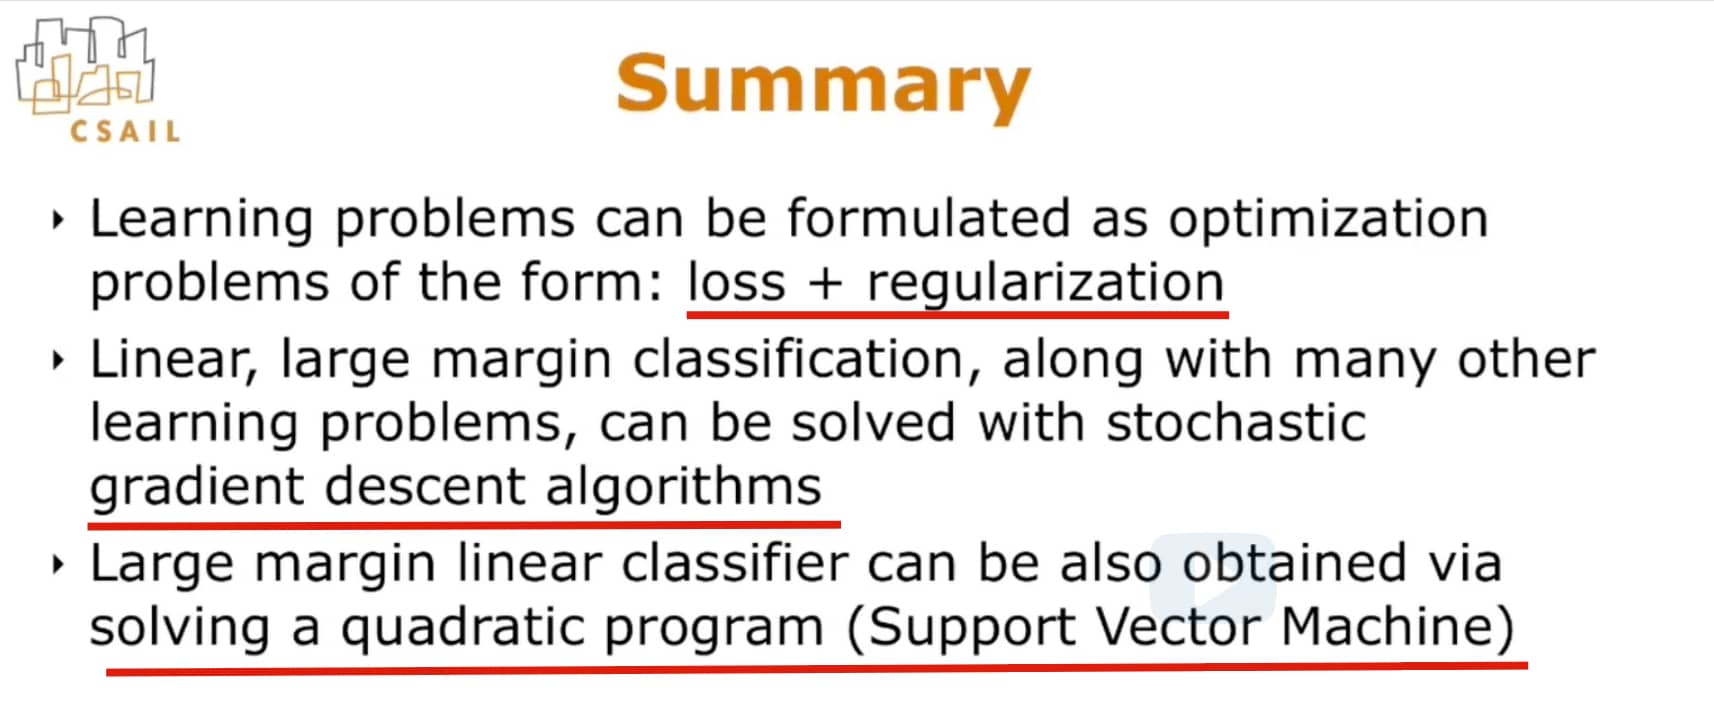 CSAIL
Summary
‣ Learning problems can be formulated as optimization
problems of the form: loss + regularization
‣ Linear, large margin classification, along with many other
learning problems, can be solved with stochastic
gradient descent algorithms
‣ Large margin linear classifier can be also obtained via
solving a quadratic program (Support Vector Machine)